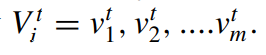 $V_i^t = v_1^t, v_2^t, ....v_m^t.$